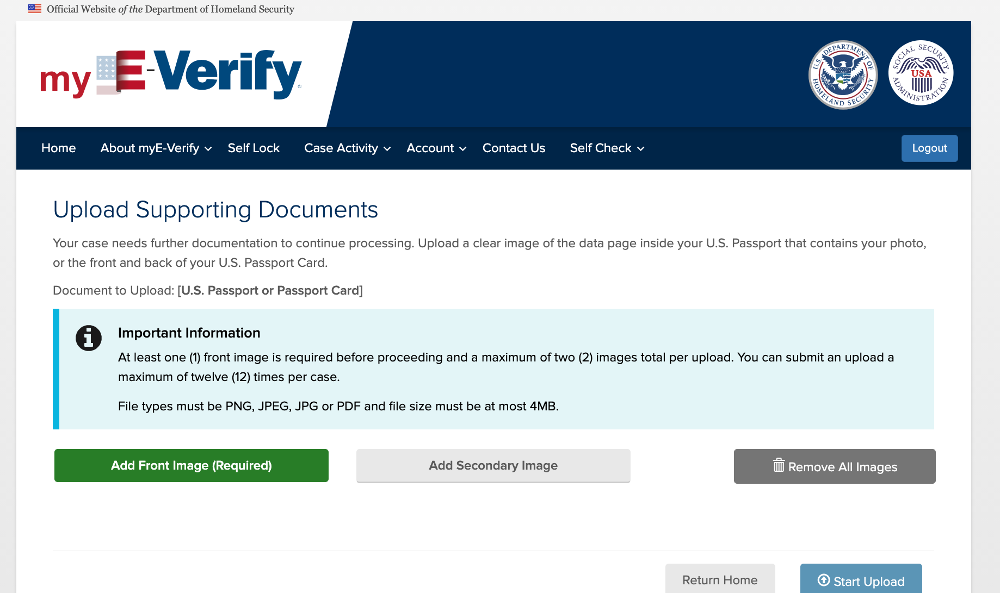 Official Website of the Department of Homeland Security
my E-Verify®
U.S. DEPARTMENT OF HOMELAND SECURITY
SOCIAL SECURITY ADMINISTRATION
USA
Home About myE-Verify Self Lock Case Activity Account Contact Us Self Check Logout
Upload Supporting Documents
Your case needs further documentation to continue processing. Upload a clear image of the data page inside your U.S. Passport that contains your photo,
or the front and back of your U.S. Passport Card.
Document to Upload: [U.S. Passport or Passport Card]
Important Information
At least one (1) front image is required before proceeding and a maximum of two (2) images total per upload. You can submit an upload a
maximum of twelve (12) times per case.
File types must be PNG, JPEG, JPG or PDF and file size must be at most 4MB.
Add Front Image (Required) Add Secondary Image Remove All Images
Return Home Start Upload